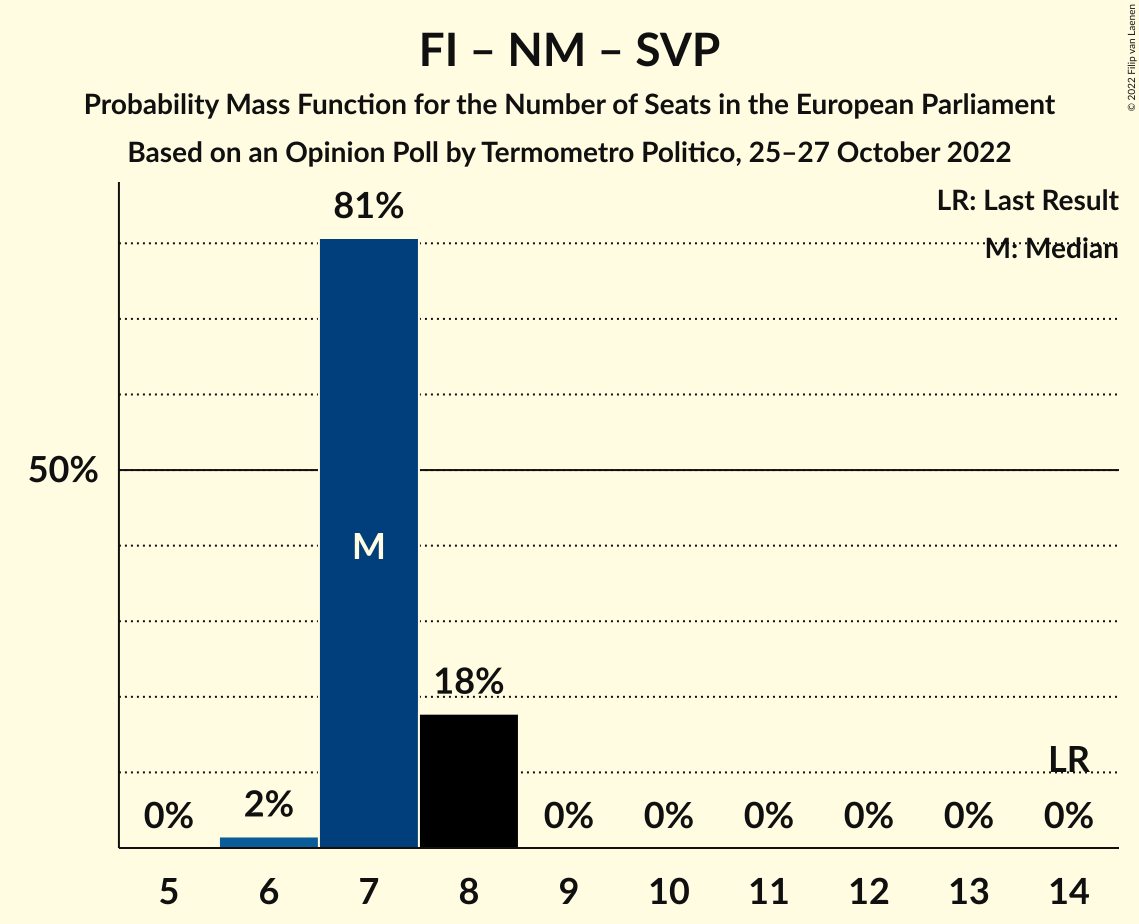 FI – NM – SVP
Probability Mass Function for the Number of Seats in the European Parliament
Based on an Opinion Poll by Termometro Politico, 25–27 October 2022
© 2022 Filip van Laenen
LR: Last Result
M: Median
81%
50%
M
18%
LR
0%
2%
0%
0%
0%
0%
0%
0%
5
6
7
8
9
10
11
12
13
14